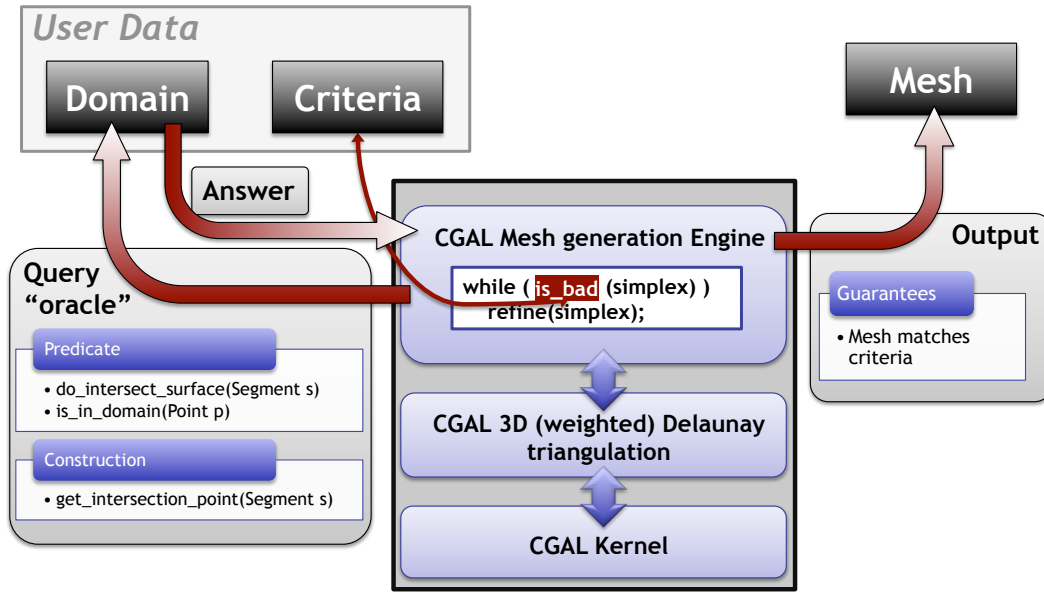 User Data
Domain
Criteria
Mesh
Answer
Query
“oracle”
Predicate
• do_intersect_surface(Segment s)
• is_in_domain(Point p)
Construction
• get_intersection_point(Segment s)
CGAL Mesh generation Engine
while ( is_bad (simplex) )
refine(simplex);
CGAL 3D (weighted) Delaunay
triangulation
CGAL Kernel
Output
Guarantees
• Mesh matches
criteria